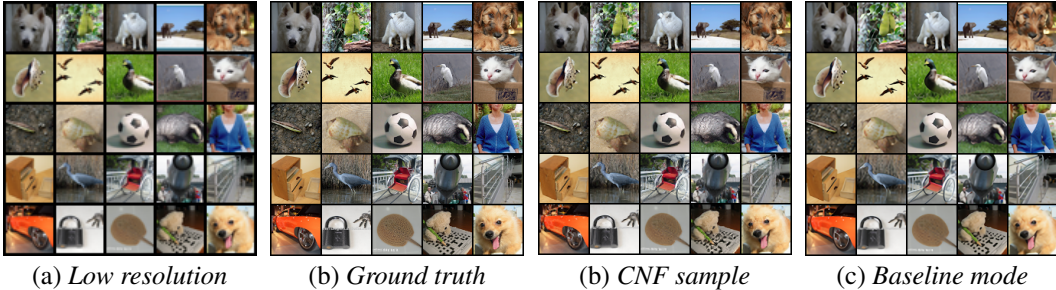 (a) Low resolution
(b) Ground truth
(b) CNF sample
(c) Baseline mode